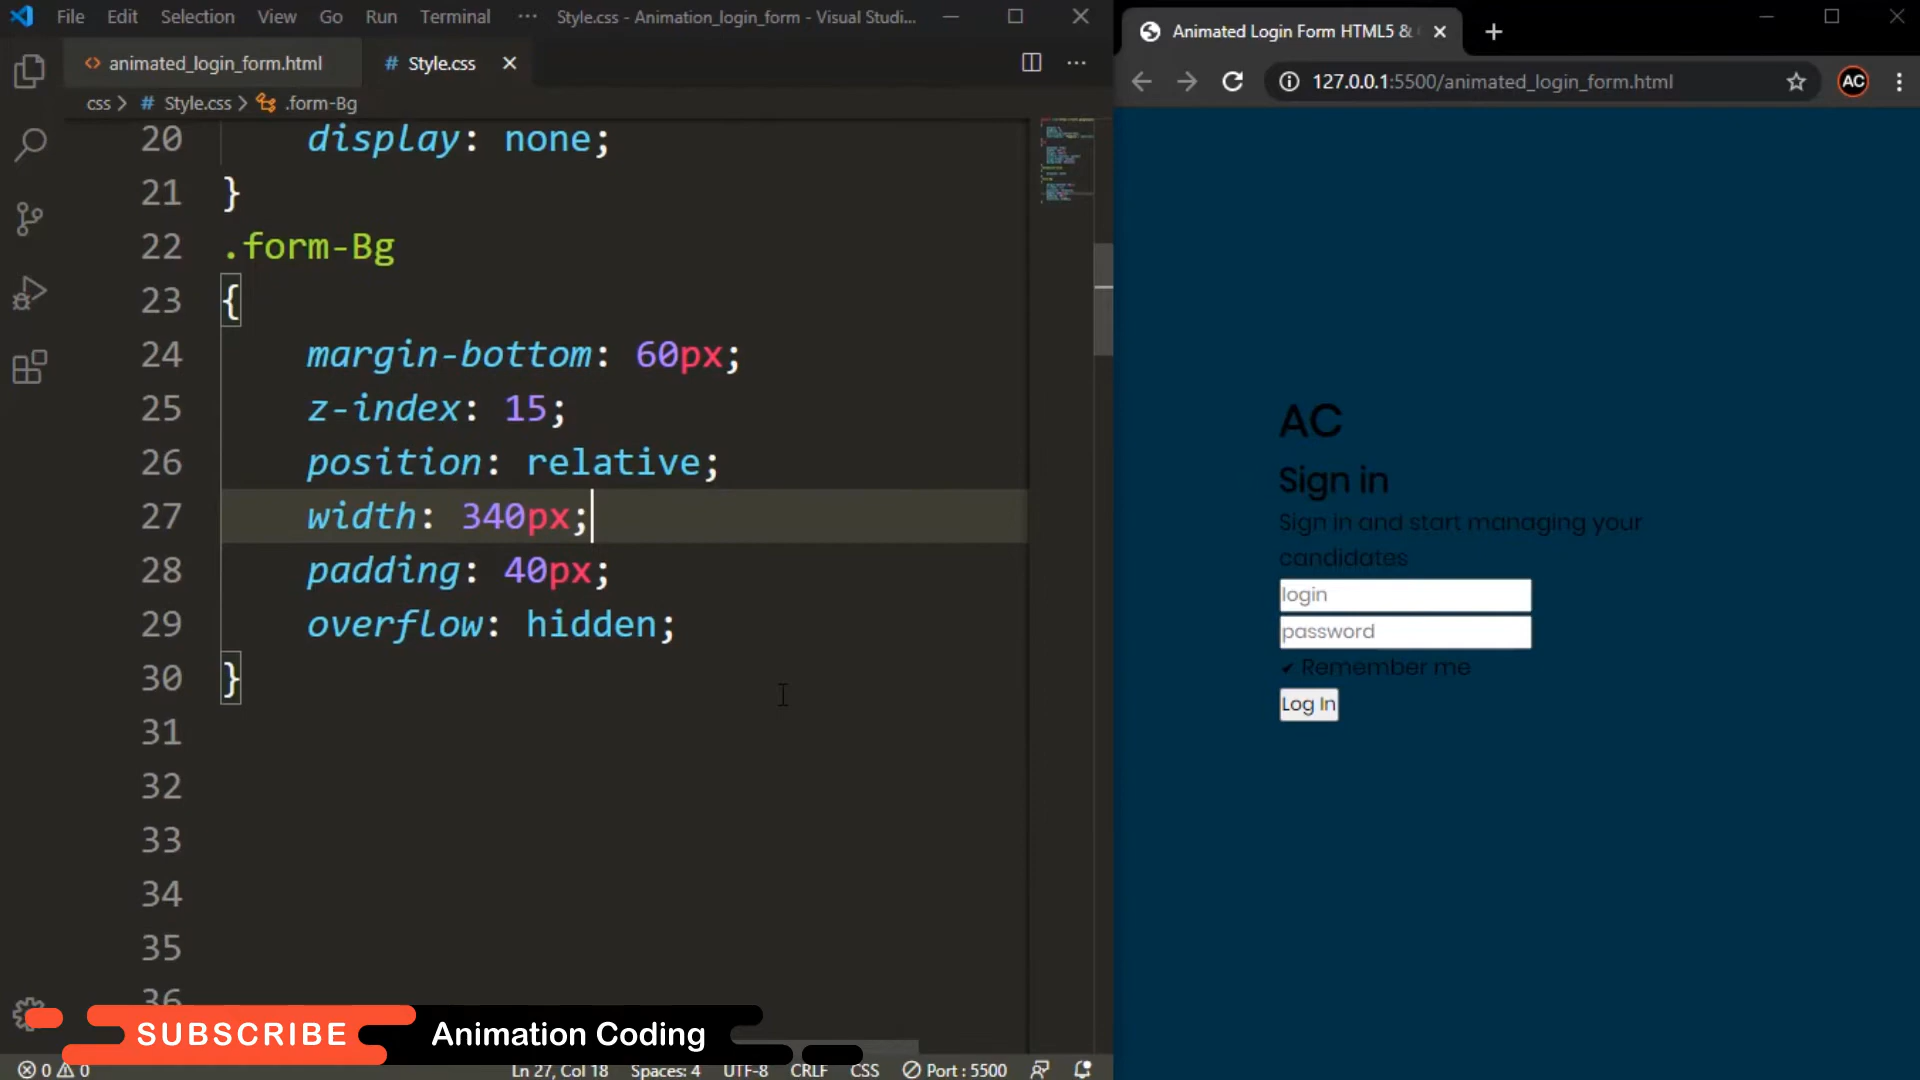 File Edit Selection View Go Run Terminal ··· Style.css - Animation_login_form - Visual Studi...
animated_login_form.html # Style.css
css > # Style.css > .form-Bg
20 display: none;
21 }
22 .form-Bg
23 {
24 margin-bottom: 60px;
25 z-index: 15;
26 position: relative;
27 width: 340px;
28 padding: 40px;
29 overflow: hidden;
30 }
31
32
33
34
35
36
SUBSCRIBE Animation Coding
0 0 Ln 27, Col 18 Spaces: 4 UTF-8 CRLF CSS Port : 5500
Animated Login Form HTML5 &
127.0.0.1:5500/animated_login_form.html AC
AC
Sign in
Sign in and start managing your
candidates
login
password
✔ Remember me
Log In